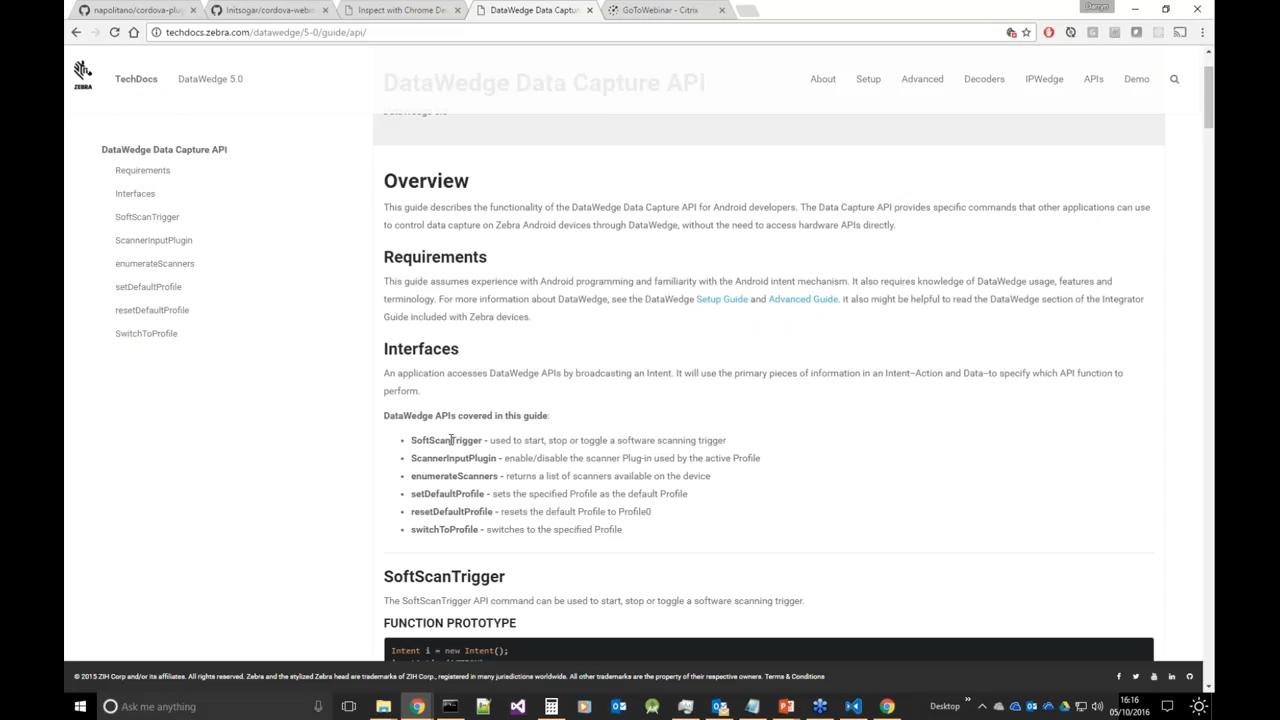 napolitano/cordova-plug
Initsogar/cordova-webin
Inspect with Chrome Dev
DataWedge Data Captur
GoToWebinar - Citrix
Darryn
techdocs.zebra.com/datawedge/5-0/guide/api/
ZEBRA
TechDocs
DataWedge 5.0
DataWedge Data Capture API
About
Setup
Advanced
Decoders
IPWedge
APIs
Demo
DataWedge 5.0
DataWedge Data Capture API
Requirements
Interfaces
SoftScanTrigger
ScannerInputPlugin
enumerateScanners
setDefaultProfile
resetDefaultProfile
SwitchToProfile
Overview
This guide describes the functionality of the DataWedge Data Capture API for Android developers. The Data Capture API provides specific commands that other applications can use
to control data capture on Zebra Android devices through DataWedge, without the need to access hardware APIs directly.
Requirements
This guide assumes experience with Android programming and familiarity with the Android intent mechanism. It also requires knowledge of DataWedge usage, features and
terminology. For more information about DataWedge, see the DataWedge Setup Guide and Advanced Guide. it also might be helpful to read the DataWedge section of the Integrator
Guide included with Zebra devices.
Interfaces
An application accesses DataWedge APIs by broadcasting an Intent. It will use the primary pieces of information in an Intent–Action and Data–to specify which API function to
perform.
DataWedge APIs covered in this guide:
• SoftScanTrigger - used to start, stop or toggle a software scanning trigger
• ScannerInputPlugin - enable/disable the scanner Plug-in used by the active Profile
• enumerateScanners - returns a list of scanners available on the device
• setDefaultProfile - sets the specified Profile as the default Profile
• resetDefaultProfile - resets the default Profile to Profile0
• switchToProfile - switches to the specified Profile
SoftScanTrigger
The SoftScanTrigger API command can be used to start, stop or toggle a software scanning trigger.
FUNCTION PROTOTYPE
Intent i = new Intent();
© 2015 ZIH Corp and/or its affiliates. All rights reserved. Zebra and the stylized Zebra head are trademark of ZIH Corp., registered in many jurisdictions worldwide. All other trademarks are the property of their respective owners. Terms & Conditions
Ask me anything
Desktop
16:16
05/10/2016